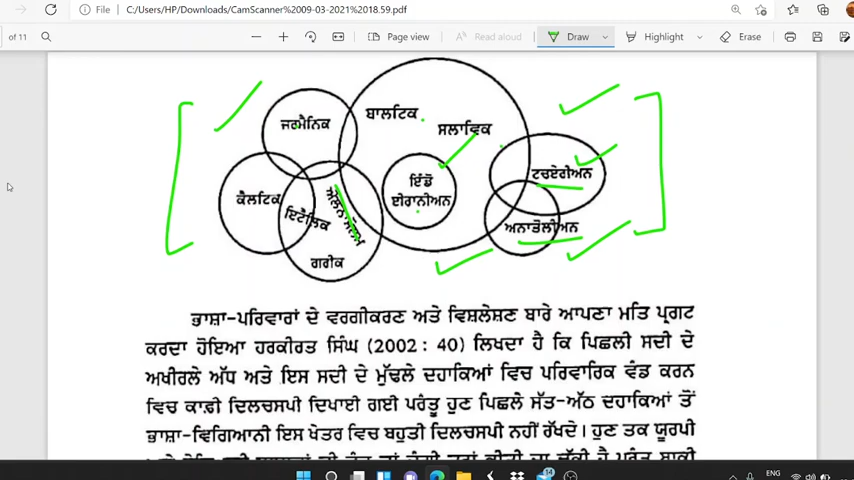 File
C:/Users/HP/Downloads/CamScanner%2009-03-2021%2018.59.pdf
of 11
Page view
Read aloud
Draw
Highlight
Erase
ਬਾਲਟਿਕ
ਜਰਮੈਨਿਕ
ਸਲਾਵਿਕ
ਇੰਡੋ
ਈਰਾਨੀਅਨ
ਟਚਏਰੀਅਨ
ਕੈਲਟਿਕ
ਇਟੈਲਿਕ
ਅਨਾਤੋਲੀਅਨ
ਗਰੀਕ
ਭਾਸ਼ਾ-ਪਰਿਵਾਰਾਂ ਦੇ ਵਰਗੀਕਰਣ ਅਤੇ ਵਿਸ਼ਲੇਸ਼ਣ ਬਾਰੇ ਆਪਣਾ ਮਤਿ ਪ੍ਰਗਟ
ਕਰਦਾ ਹੋਇਆ ਹਰਕੀਰਤ ਸਿੰਘ (2002 : 40) ਲਿਖਦਾ ਹੈ ਕਿ ਪਿਛਲੀ ਸਦੀ ਦੇ
ਅਖੀਰਲੇ ਅੱਧ ਅਤੇ ਇਸ ਸਦੀ ਦੇ ਮੁੱਢਲੇ ਦਹਾਕਿਆਂ ਵਿਚ ਪਰਿਵਾਰਿਕ ਵੰਡ ਕਰਨ
ਵਿਚ ਕਾਫ਼ੀ ਦਿਲਚਸਪੀ ਦਿਖਾਈ ਗਈ ਪਰੰਤੂ ਹੁਣ ਪਿਛਲੇ ਸੱਤ-ਅੱਠ ਦਹਾਕਿਆਂ ਤੋਂ
ਭਾਸ਼ਾ-ਵਿਗਿਆਨੀ ਇਸ ਖੇਤਰ ਵਿਚ ਬਹੁਤੀ ਦਿਲਚਸਪੀ ਨਹੀਂ ਰੱਖਦੇ। ਹੁਣ ਤਕ ਯੂਰਪੀ
14
ENG